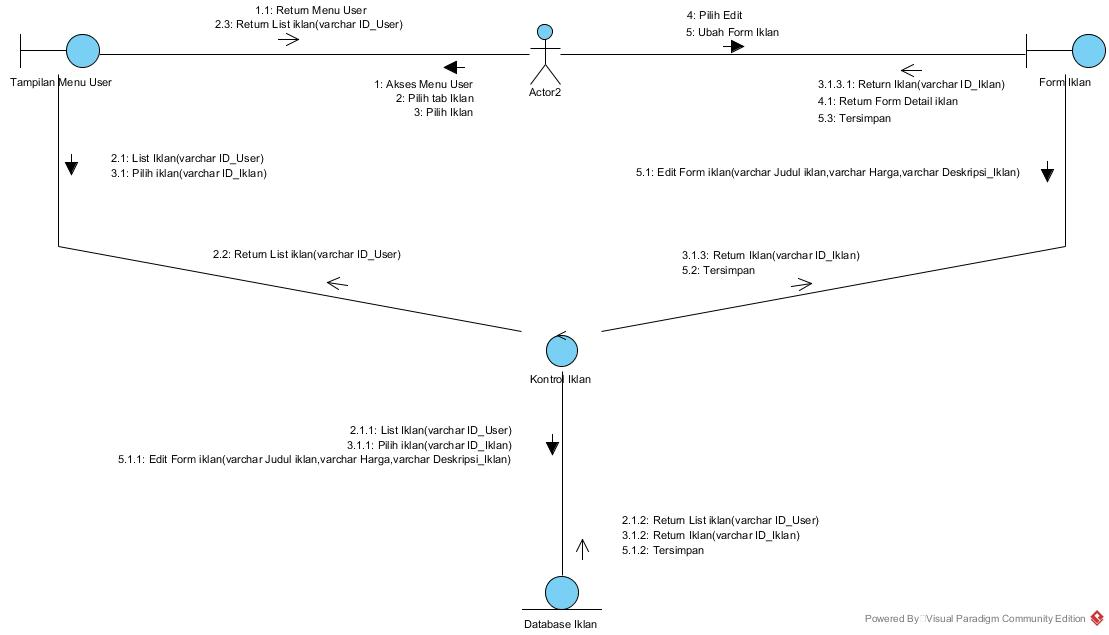 1.1: Return Menu User
2.3: Return List iklan(varchar ID_User)
4: Pilih Edit
5: Ubah Form Iklan
Tampilan Menu User
1: Akses Menu User
2: Pilih tab Iklan
3: Pilih Iklan
Actor2
3.1.3.1: Return Iklan(varchar ID_Iklan)
4.1: Return Form Detail iklan
5.3: Tersimpan
Form Iklan
2.1: List Iklan(varchar ID_User)
3.1: Pilih iklan(varchar ID_Iklan)
5.1: Edit Form iklan(varchar Judul iklan,varchar Harga,varchar Deskripsi_Iklan)
2.2: Return List iklan(varchar ID_User)
3.1.3: Return Iklan(varchar ID_Iklan)
5.2: Tersimpan
Kontrol Iklan
2.1.1: List Iklan(varchar ID_User)
3.1.1: Pilih iklan(varchar ID_Iklan)
5.1.1: Edit Form iklan(varchar Judul iklan,varchar Harga,varchar Deskripsi_Iklan)
2.1.2: Return List iklan(varchar ID_User)
3.1.2: Return Iklan(varchar ID_Iklan)
5.1.2: Tersimpan
Database Iklan
Powered By Visual Paradigm Community Edition